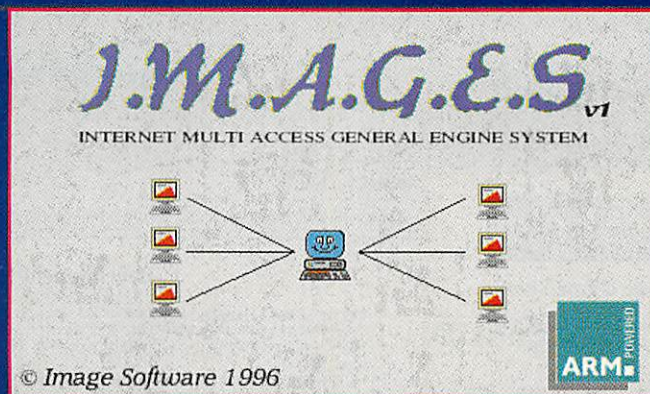 I.M.A.G.E.S v1
INTERNET MULTI ACCESS GENERAL ENGINE SYSTEM
ARM POWERED
© Image Software 1996